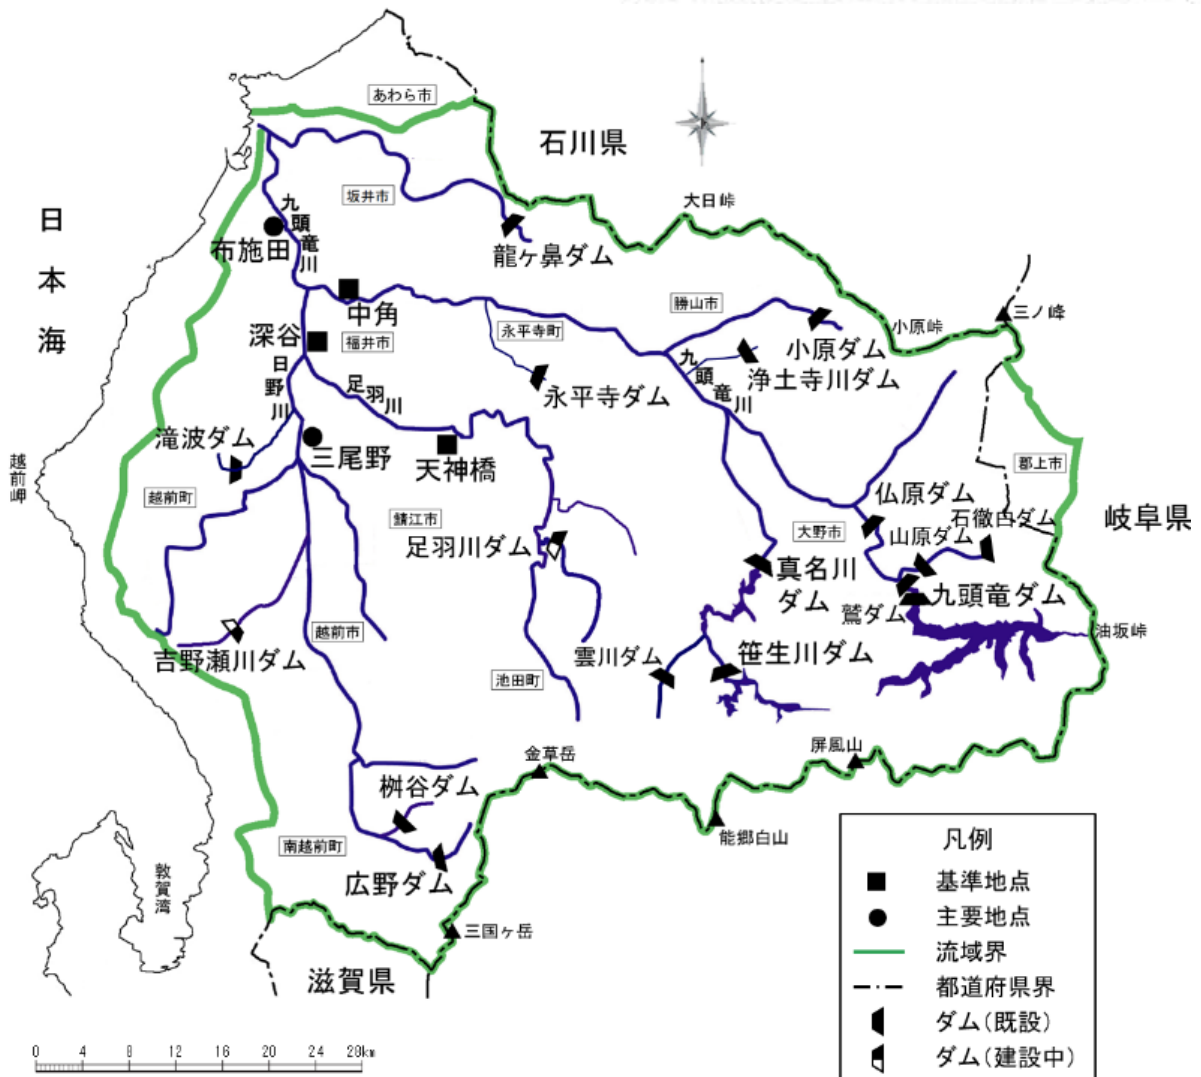 あわら市
石川県
大日峠
坂井市
日本海
九頭竜川
布施田
龍ヶ鼻ダム
中角
勝山市
小原峠
三ノ峰
深谷
福井市
永平寺町
小原ダム
浄土寺川ダム
九頭竜川
日野川
足羽川
永平寺ダム
滝波ダム
三尾野
天神橋
越前岬
越前町
鯖江市
足羽川ダム
郡上市
岐阜県
仏原ダム
石徹白ダム
大野市
山原ダム
真名川
ダム
九頭竜ダム
鷲ダム
油坂峠
吉野瀬川ダム
越前市
池田町
雲川ダム
笹生川ダム
金草岳
屏風山
桝谷ダム
能郷白山
南越前町
広野ダム
敦賀湾
三国ヶ岳
滋賀県
凡例
基準地点
主要地点
流域界
都道府県界
ダム(既設)
ダム(建設中)
0 4 8 12 16 20 24 28km